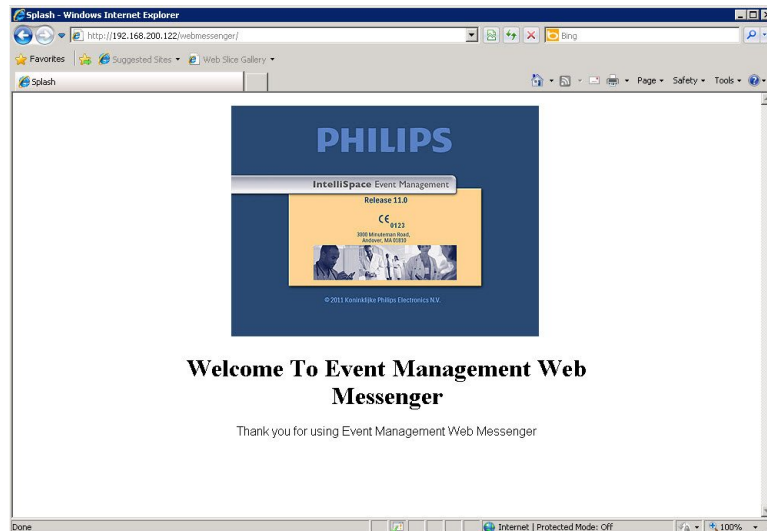 Splash - Windows Internet Explorer
http://192.168.200.122/webmessenger/
Bing
Favorites
Suggested Sites
Web Slice Gallery
Splash
Page
Safety
Tools
PHILIPS
IntelliSpace Event Management
Release 11.0
CE 0123
3000 Minuteman Road,
Andover, MA 01810
© 2011 Koninklijke Philips Electronics N.V.
Welcome To Event Management Web
Messenger
Thank you for using Event Management Web Messenger
Done
Internet | Protected Mode: Off
100%